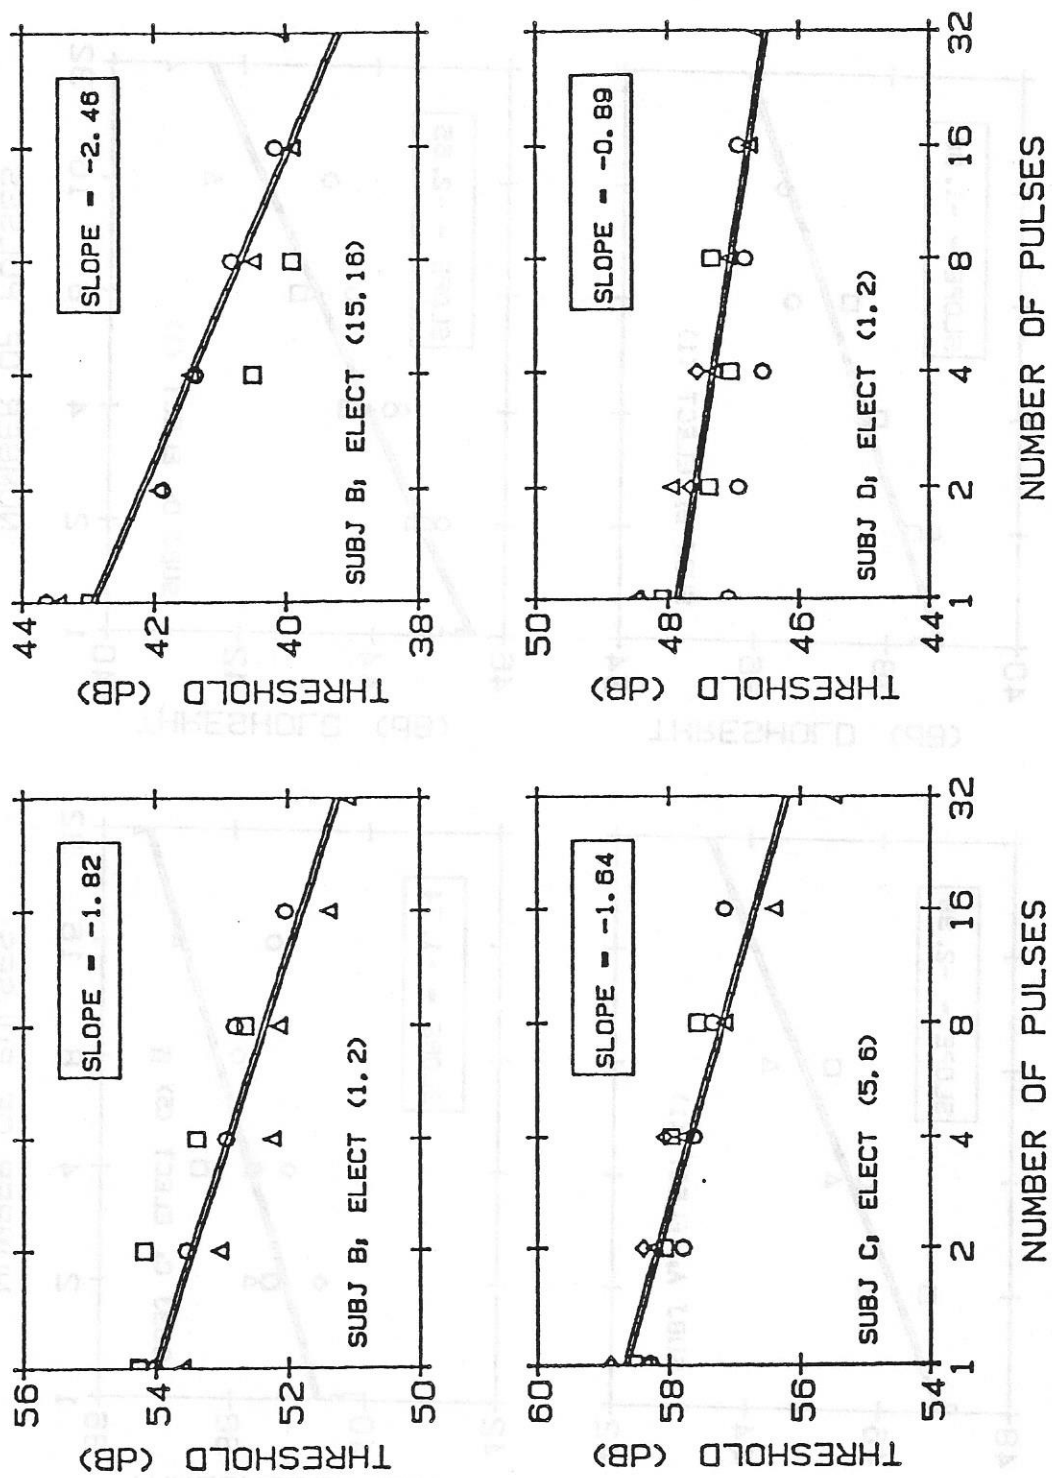 THRESHOLD
(dB)
56
54
52
50
SLOPE = -1.82
SUBJ B, ELECT (1,2)
THRESHOLD
(dB)
44
42
40
38
SLOPE = -2.46
SUBJ B, ELECT (15,16)
THRESHOLD
(dB)
60
58
56
54
SLOPE = -1.64
SUBJ C, ELECT (5,6)
1 2 4 8 16 32
NUMBER OF PULSES
THRESHOLD
(dB)
50
48
46
44
SLOPE = -0.89
SUBJ D, ELECT (1,2)
1 2 4 8 16 32
NUMBER OF PULSES